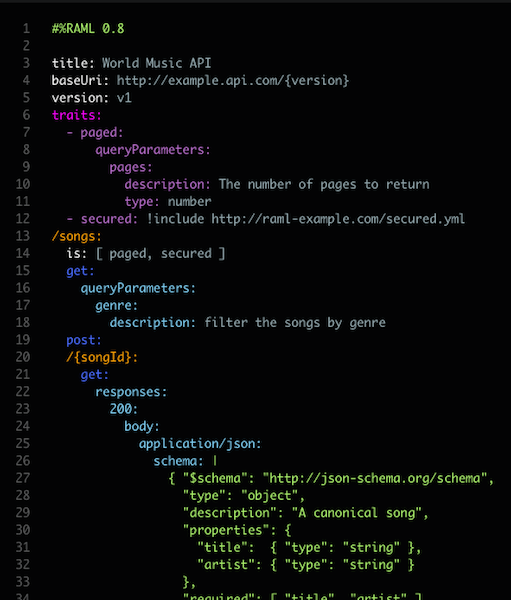 1 #%RAML 0.8
2
3 title: World Music API
4 baseUri: http://example.api.com/{version}
5 version: v1
6 traits:
7   - paged:
8       queryParameters:
9         pages:
10           description: The number of pages to return
11           type: number
12   - secured: !include http://raml-example.com/secured.yml
13 /songs:
14   is: [ paged, secured ]
15   get:
16     queryParameters:
17       genre:
18         description: filter the songs by genre
19   post:
20   /{songId}:
21     get:
22       responses:
23         200:
24           body:
25             application/json:
26               schema: |
27                 { "$schema": "http://json-schema.org/schema",
28                   "type": "object",
29                   "description": "A canonical song",
30                   "properties": {
31                     "title":  { "type": "string" },
32                     "artist": { "type": "string" }
33                   },
34                   "required": [ "title", "artist" ]